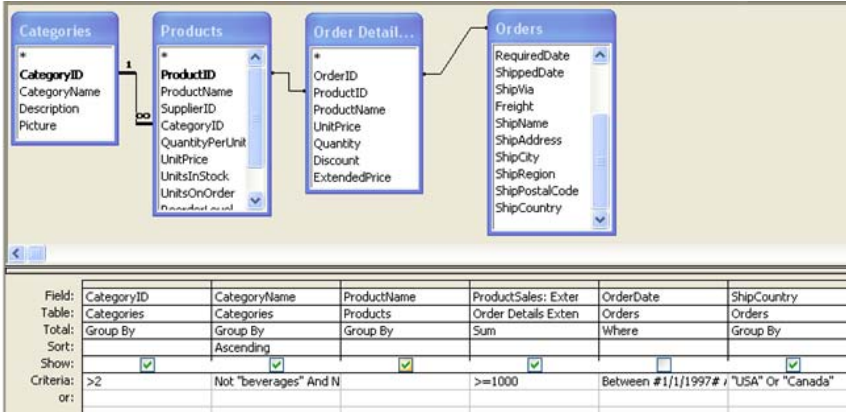 Categories
*
CategoryID
CategoryName
Description
Picture
1
∞
Products
*
ProductID
ProductName
SupplierID
CategoryID
QuantityPerUnit
UnitPrice
UnitsInStock
UnitsOnOrder
ReorderLevel
Order Detail...
*
OrderID
ProductID
ProductName
UnitPrice
Quantity
Discount
ExtendedPrice
Orders
RequiredDate
ShippedDate
ShipVia
Freight
ShipName
ShipAddress
ShipCity
ShipRegion
ShipPostalCode
ShipCountry
Field: CategoryID CategoryName ProductName ProductSales: Exter OrderDate ShipCountry
Table: Categories Categories Products Order Details Exten Orders Orders
Total: Group By Group By Group By Sum Where Group By
Sort: Ascending
Show:
Criteria: >2 Not "beverages" And N >=1000 Between #1/1/1997# "USA" Or "Canada"
or: